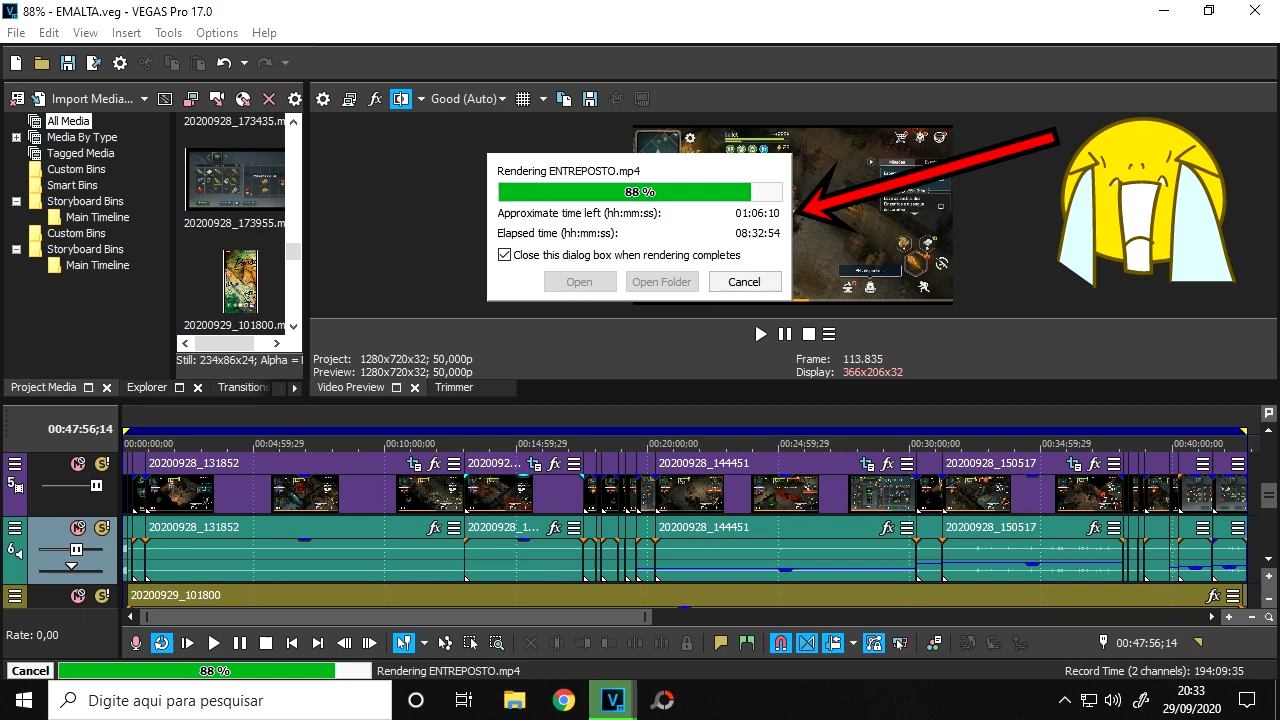 88% - EMALTA.veg - VEGAS Pro 17.0
File Edit View Insert Tools Options Help
Import Media...
Good (Auto)
All Media
Media By Type
Tagged Media
Custom Bins
Smart Bins
Storyboard Bins
Main Timeline
Custom Bins
Storyboard Bins
Main Timeline
20200928_173435.m
20200928_173955.m
20200929_101800.m
Still: 234x86x24; Alpha =
Rendering ENTREPOSTO.mp4
88 %
Approximate time left (hh:mm:ss): 01:06:10
Elapsed time (hh:mm:ss): 08:32:54
Close this dialog box when rendering completes
Open Open Folder Cancel
Project: 1280x720x32; 50,000p
Preview: 1280x720x32; 50,000p
Frame: 113.835
Display: 366x206x32
Project Media Explorer Transitions
Video Preview Trimmer
00:47:56;14
00:00:00;00 00:04:59;29 00:10:00;00 00:14:59;29 00:20:00;00 00:24:59;29 00:30:00;00 00:34:59;29 00:40:00;00
5
20200928_131852 2020092... 20200928_144451 20200928_150517
6
20200928_131852 20200928_1... 20200928_144451 20200928_150517
20200929_101800
Rate: 0,00
00:47:56;14
Cancel 88 % Rendering ENTREPOSTO.mp4 Record Time (2 channels): 194:09:35
Digite aqui para pesquisar
20:33
29/09/2020